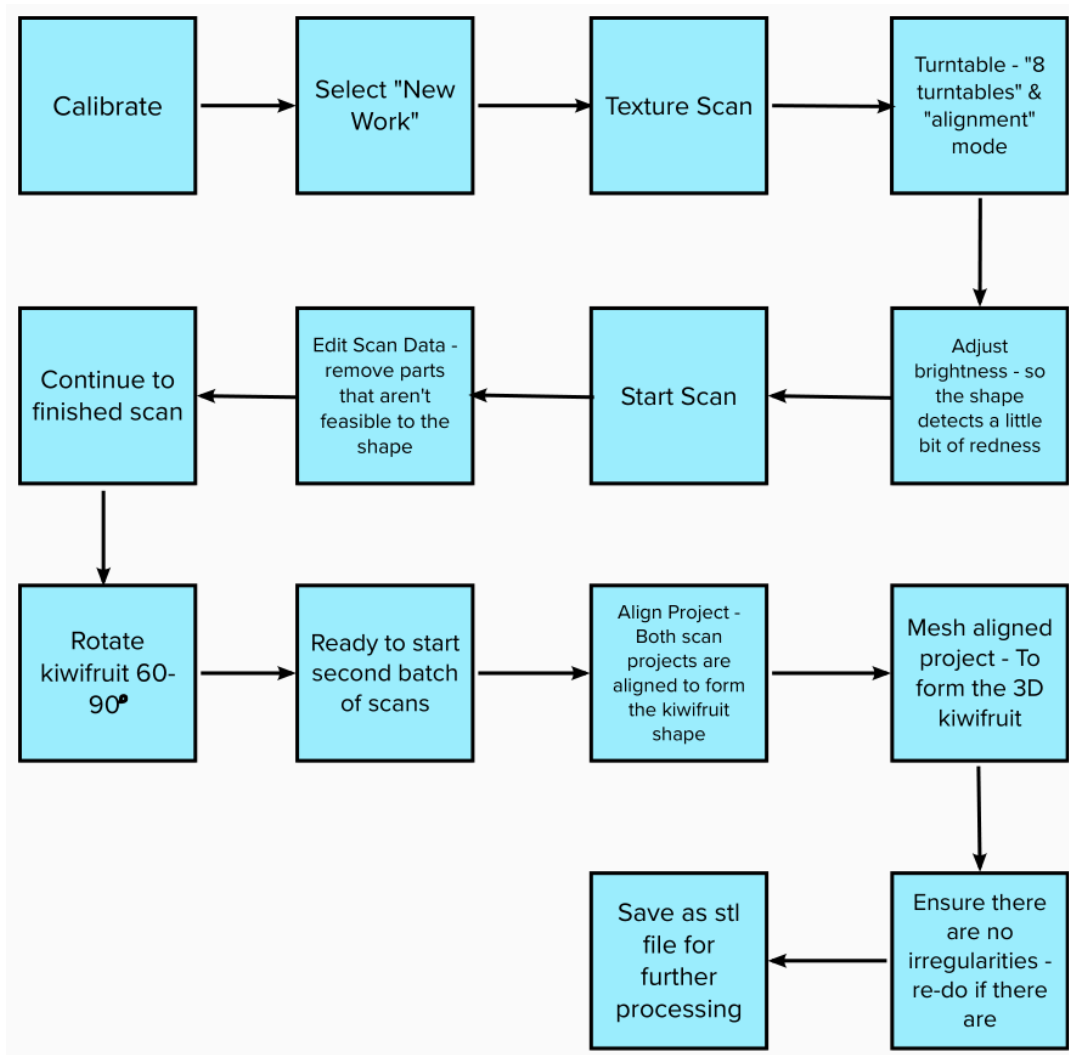 Calibrate
Select "New
Work"
Texture Scan
Turntable - "8
turntables" &
"alignment"
mode
Adjust
brightness - so
the shape
detects a little
bit of redness
Start Scan
Edit Scan Data -
remove parts
that aren't
feasible to the
shape
Continue to
finished scan
Rotate
kiwifruit 60-
90°
Ready to start
second batch
of scans
Align Project -
Both scan
projects are
aligned to form
the kiwifruit
shape
Mesh aligned
project - To
form the 3D
kiwifruit
Ensure there
are no
irregularities -
re-do if there
are
Save as stl
file for
further
processing